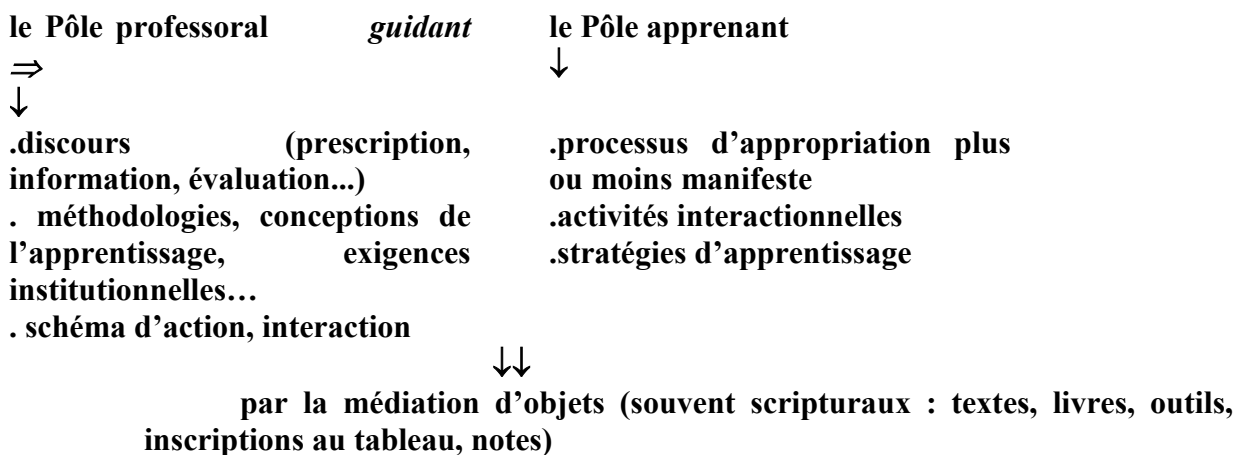 le Pôle professoral guidant le Pôle apprenant
⇒ ↓
↓
.discours (prescription, .processus d’appropriation plus
information, évaluation...) ou moins manifeste
. méthodologies, conceptions de .activités interactionnelles
l’apprentissage, exigences .stratégies d’apprentissage
institutionnelles…
. schéma d’action, interaction
↓↓
par la médiation d’objets (souvent scripturaux : textes, livres, outils,
inscriptions au tableau, notes)